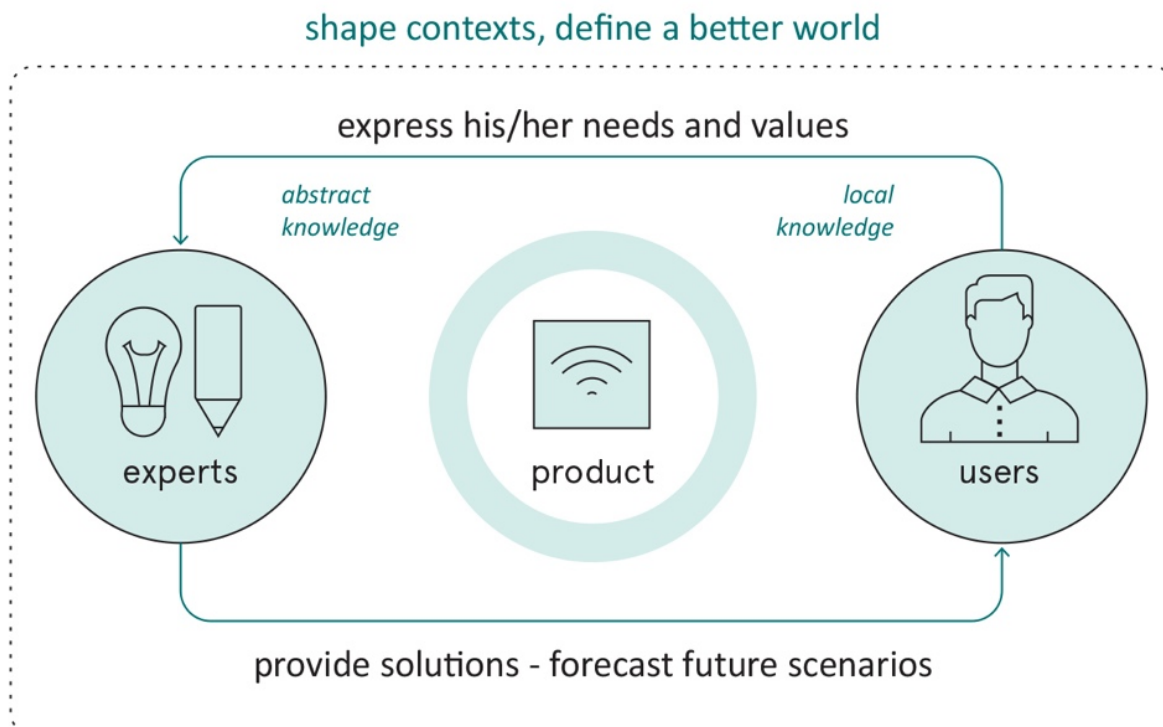 shape contexts, define a better world
express his/her needs and values
abstract
knowledge
local
knowledge
experts
product
users
provide solutions - forecast future scenarios